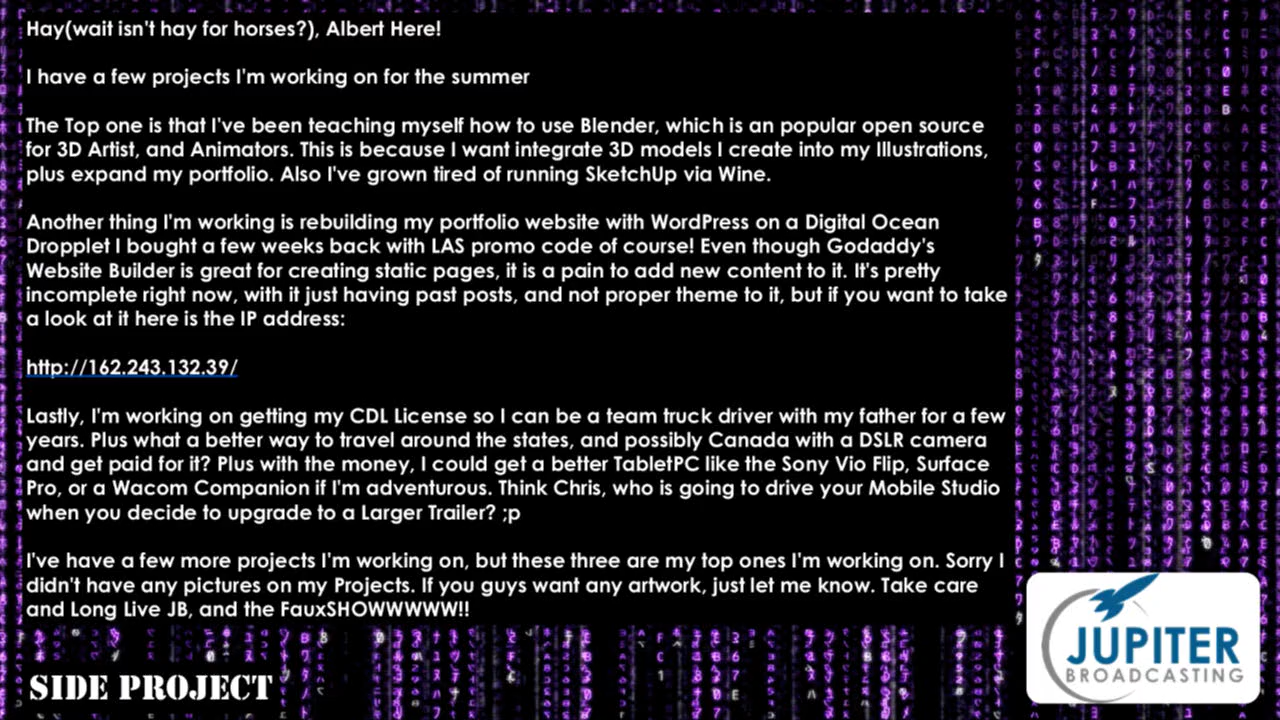 Hay(wait isn't hay for horses?), Albert Here!
I have a few projects I'm working on for the summer
The Top one is that I've been teaching myself how to use Blender, which is an popular open source
for 3D Artist, and Animators. This is because I want integrate 3D models I create into my Illustrations,
plus expand my portfolio. Also I've grown tired of running SketchUp via Wine.
Another thing I'm working is rebuilding my portfolio website with WordPress on a Digital Ocean
Dropplet I bought a few weeks back with LAS promo code of course! Even though Godaddy's
Website Builder is great for creating static pages, it is a pain to add new content to it. It's pretty
incomplete right now, with it just having past posts, and not proper theme to it, but if you want to take
a look at it here is the IP address:
http://162.243.132.39/
Lastly, I'm working on getting my CDL License so I can be a team truck driver with my father for a few
years. Plus what a better way to travel around the states, and possibly Canada with a DSLR camera
and get paid for it? Plus with the money, I could get a better TabletPC like the Sony Vio Flip, Surface
Pro, or a Wacom Companion if I'm adventurous. Think Chris, who is going to drive your Mobile Studio
when you decide to upgrade to a Larger Trailer? ;p
I've have a few more projects I'm working on, but these three are my top ones I'm working on. Sorry I
didn't have any pictures on my Projects. If you guys want any artwork, just let me know. Take care
and Long Live JB, and the FauxSHOWWWWW!!
SIDE PROJECT
JUPITER
BROADCASTING